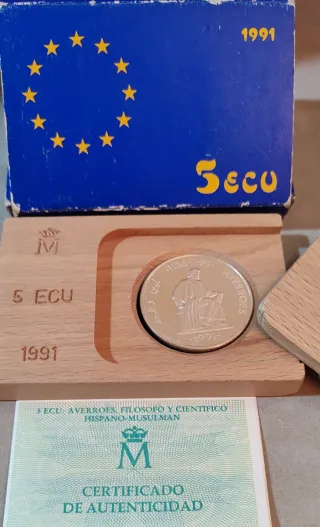 1991
5 ECU
M
5 ECU
1991
AVERROES
1991
5 ECU: AVERROES, FILOSOFO Y CIENTIFICO
HISPANO-MUSULMAN
M
CERTIFICADO
DE AUTENTICIDAD